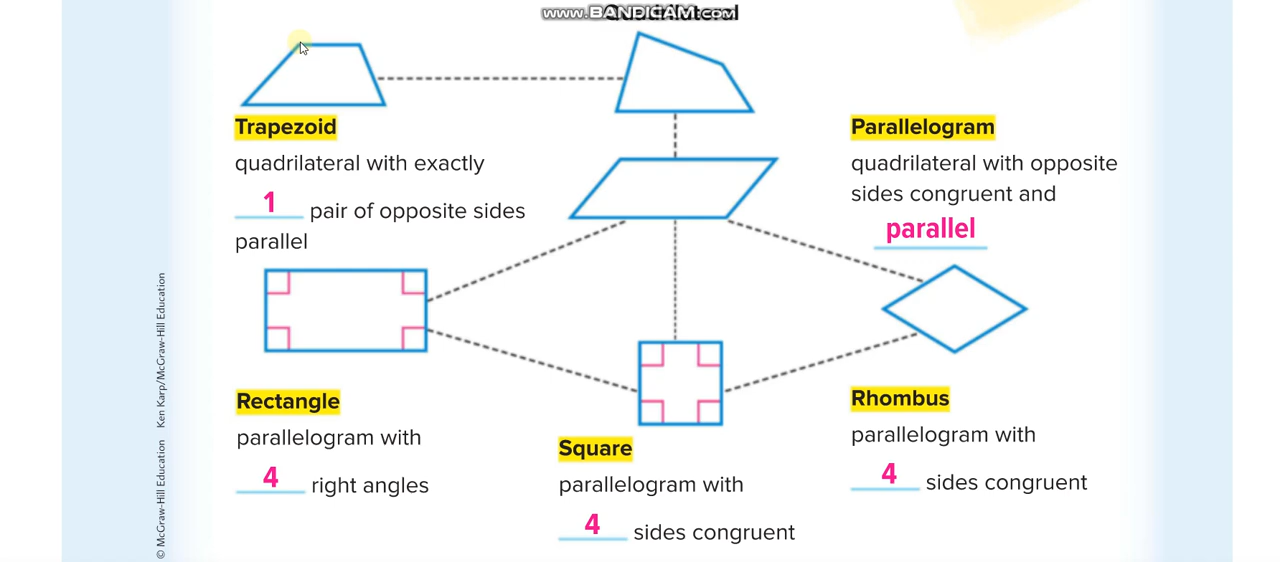 www.BANDICAM.com
Quadrilateral
Trapezoid
quadrilateral with exactly
1 pair of opposite sides
parallel
Parallelogram
quadrilateral with opposite
sides congruent and
parallel
Rectangle
parallelogram with
4 right angles
Square
parallelogram with
4 sides congruent
Rhombus
parallelogram with
4 sides congruent
© McGraw-Hill Education Ken Karp/McGraw-Hill Education